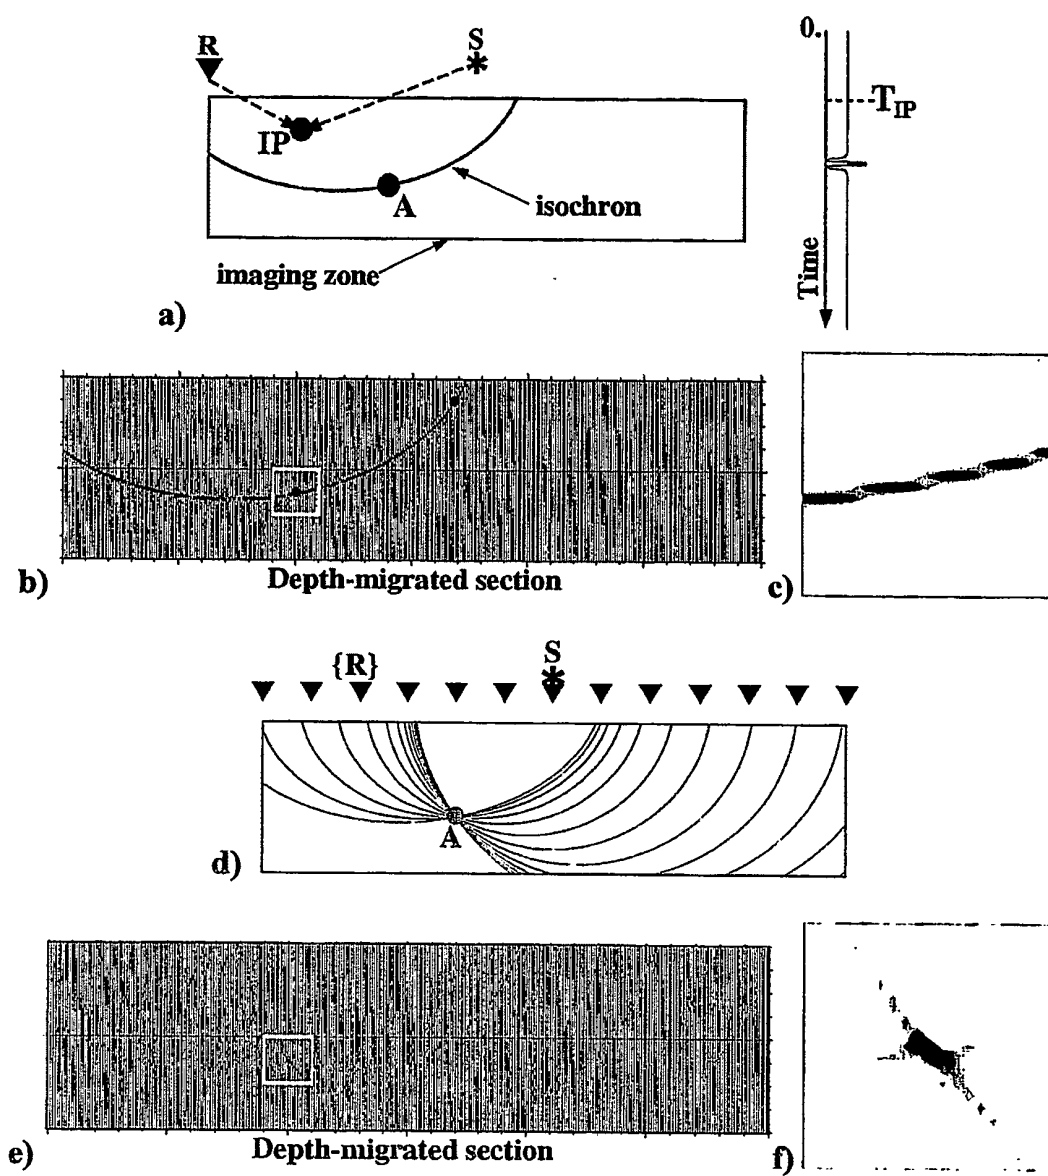 R
S
0.
T_IP
IP
A
isochron
imaging zone
Time
a)
b)
Depth-migrated section
c)
{R}
S
A
d)
e)
Depth-migrated section
f)